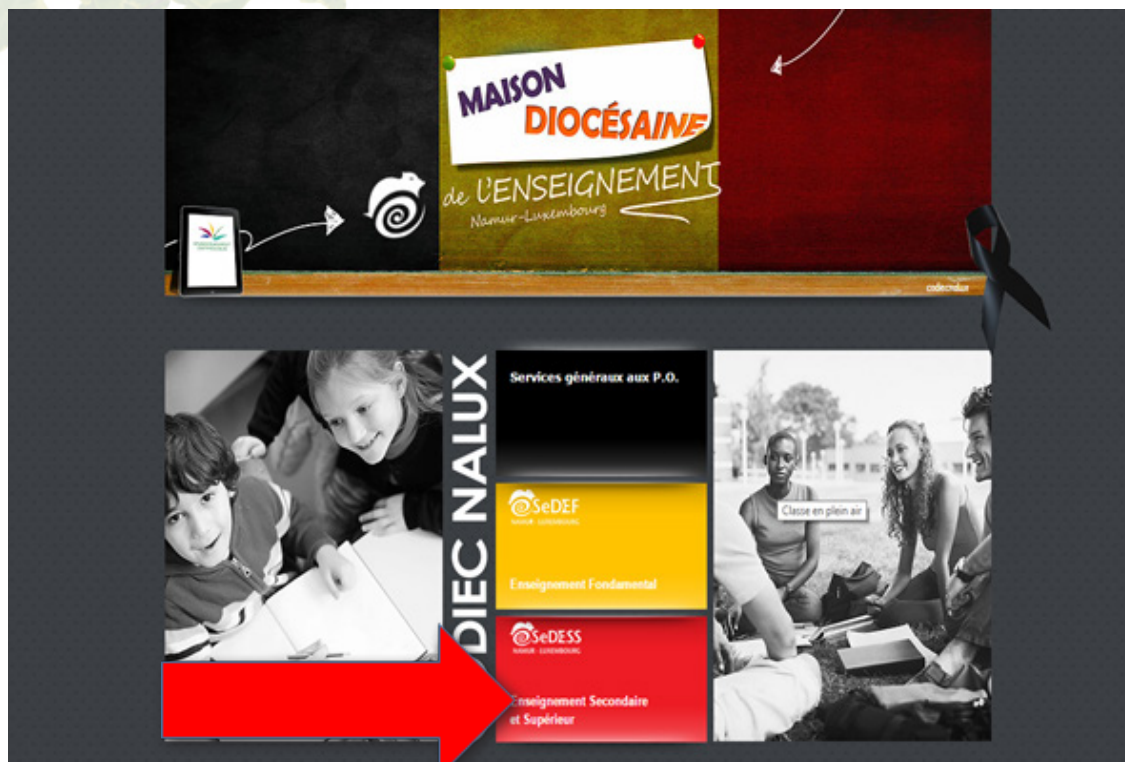 MAISON
DIOCÉSAINE
de L'ENSEIGNEMENT
Namur-Luxembourg
codecnalux
DIEC NALUX
Services généraux aux P.O.
SeDEF
NAMUR - LUXEMBOURG
Enseignement Fondamental
SeDESS
NAMUR - LUXEMBOURG
Enseignement Secondaire
et Supérieur
Classe en plein air